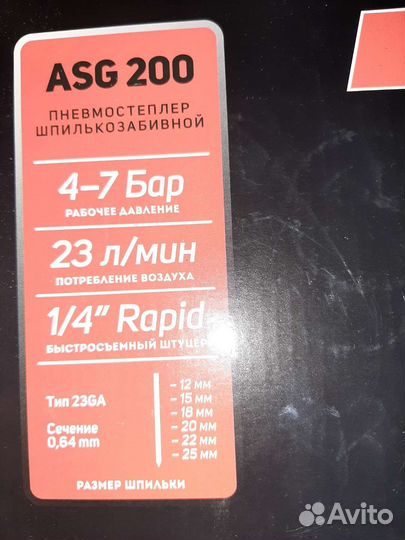 ASG 200
ПНЕВМОСТЕПЛЕР
ШПИЛЬКОЗАБИВНОЙ
4–7 Бар
РАБОЧЕЕ ДАВЛЕНИЕ
23 л/мин
ПОТРЕБЛЕНИЕ ВОЗДУХА
1/4” Rapid
БЫСТРОСЪЕМНЫЙ ШТУЦЕР
Тип 23GA
Сечение
0,64 mm
– 12 мм
– 15 мм
– 18 мм
– 20 мм
– 22 мм
– 25 мм
РАЗМЕР ШПИЛЬКИ
Avito